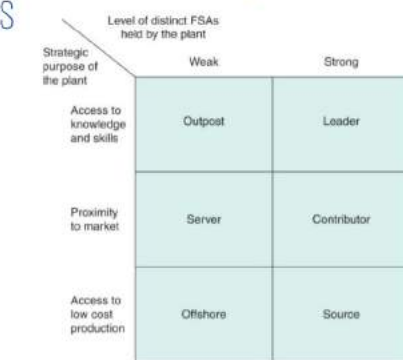 S
Level of distinct FSAs
held by the plant
Strategic
purpose of
the plant
Weak
Strong
Access to
knowledge
and skills
Outpost
Leader
Proximity
to market
Server
Contributor
Access to
low cost
production
Offshore
Source